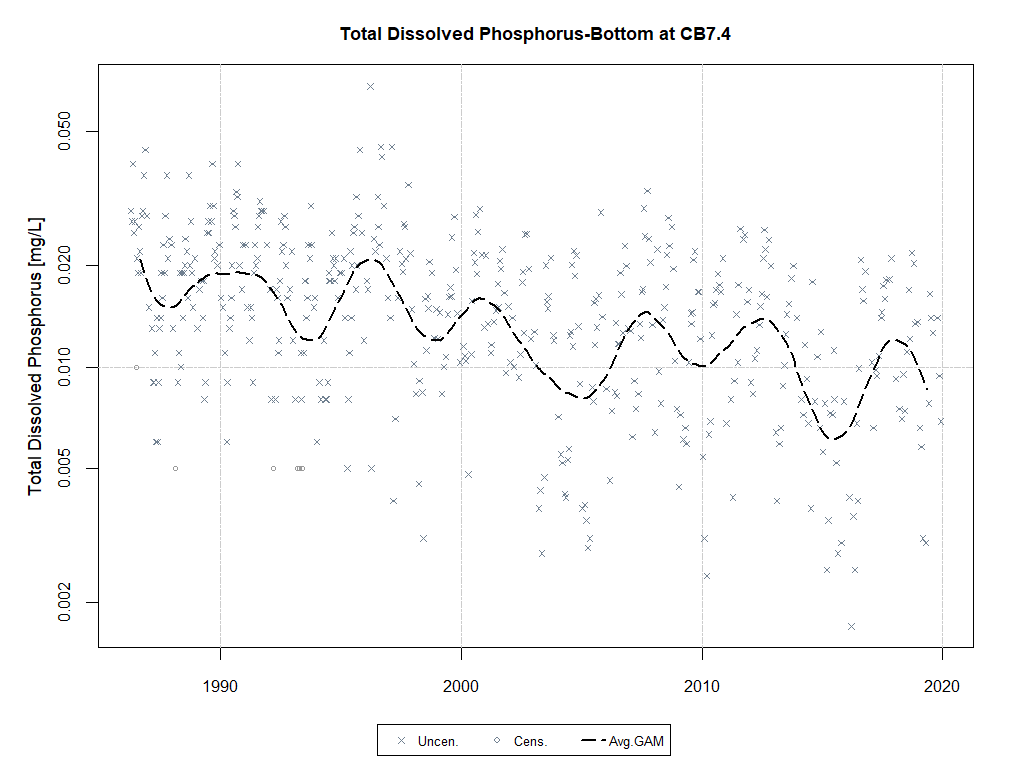 Total Dissolved Phosphorus-Bottom at CB7.4
Total Dissolved Phosphorus [mg/L]
0.050
0.020
0.010
0.005
0.002
1990 2000 2010 2020
Uncen. Cens. Avg.GAM